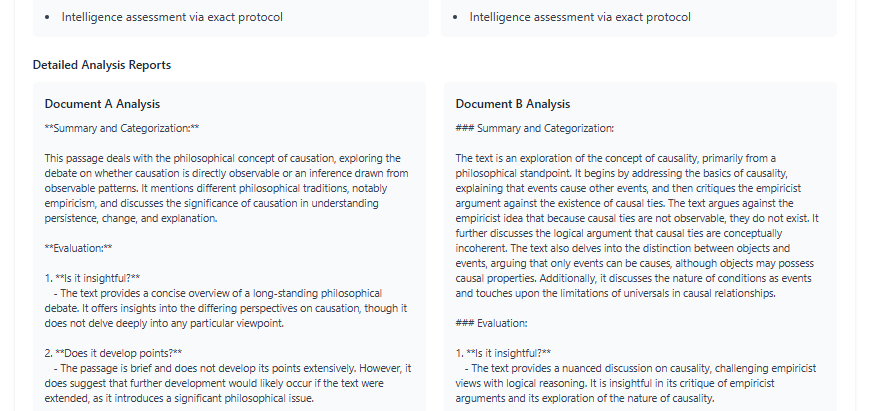 • Intelligence assessment via exact protocol
• Intelligence assessment via exact protocol
Detailed Analysis Reports
Document A Analysis
**Summary and Categorization:**
This passage deals with the philosophical concept of causation, exploring the
debate on whether causation is directly observable or an inference drawn from
observable patterns. It mentions different philosophical traditions, notably
empiricism, and discusses the significance of causation in understanding
persistence, change, and explanation.
**Evaluation:**
1. **Is it insightful?**
- The text provides a concise overview of a long-standing philosophical
debate. It offers insights into the differing perspectives on causation, though it
does not delve deeply into any particular viewpoint.
2. **Does it develop points?**
- The passage is brief and does not develop its points extensively. However, it
does suggest that further development would likely occur if the text were
extended, as it introduces a significant philosophical issue.
Document B Analysis
### Summary and Categorization:
The text is an exploration of the concept of causality, primarily from a
philosophical standpoint. It begins by addressing the basics of causality,
explaining that events cause other events, and then critiques the empiricist
argument against the existence of causal ties. The text argues against the
empiricist idea that because causal ties are not observable, they do not exist. It
further discusses the logical argument that causal ties are conceptually
incoherent. The text also delves into the distinction between objects and
events, arguing that only events can be causes, although objects may possess
causal properties. Additionally, it discusses the nature of conditions as events
and touches upon the limitations of universals in causal relationships.
### Evaluation:
1. **Is it insightful?**
- The text provides a nuanced discussion on causality, challenging empiricist
views with logical reasoning. It is insightful in its critique of empiricist
arguments and its exploration of the nature of causality.